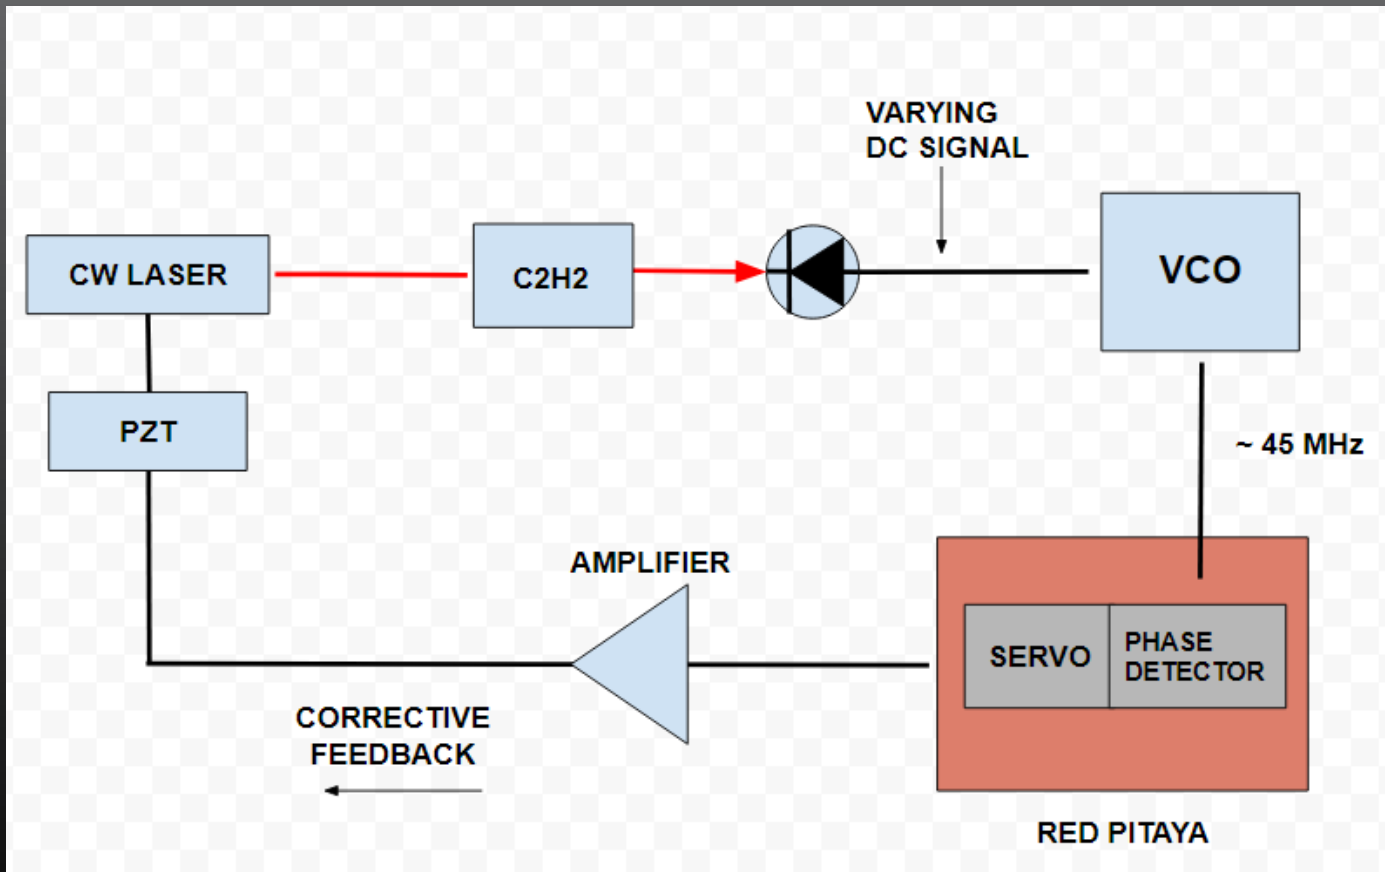 VARYING
DC SIGNAL
CW LASER
C2H2
VCO
PZT
~ 45 MHz
AMPLIFIER
SERVO
PHASE
DETECTOR
CORRECTIVE
FEEDBACK
RED PITAYA